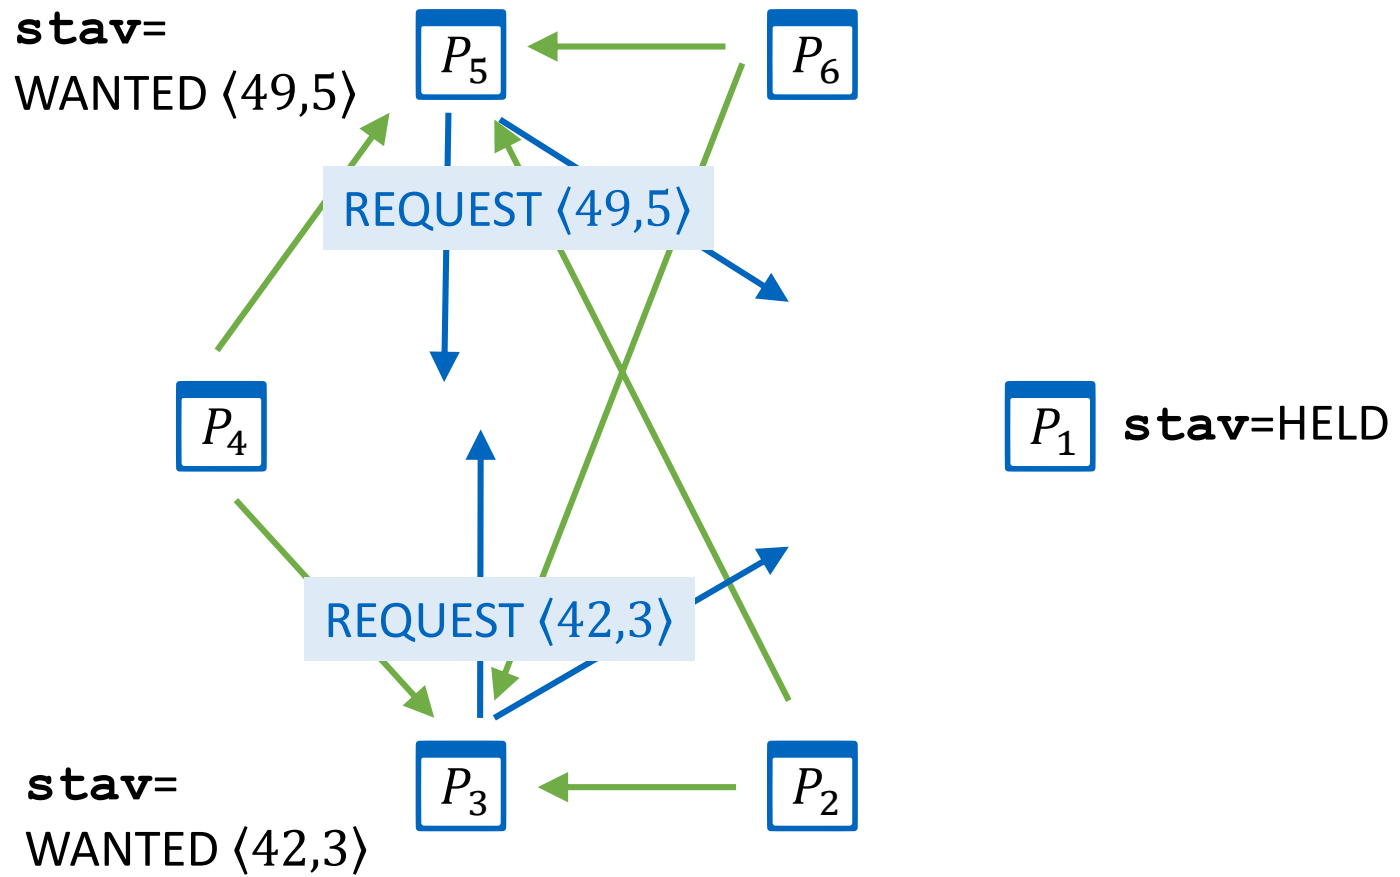 stav=
WANTED ⟨49,5⟩
P5
P6
REQUEST ⟨49,5⟩
P4
P1
stav=HELD
REQUEST ⟨42,3⟩
stav=
WANTED ⟨42,3⟩
P3
P2